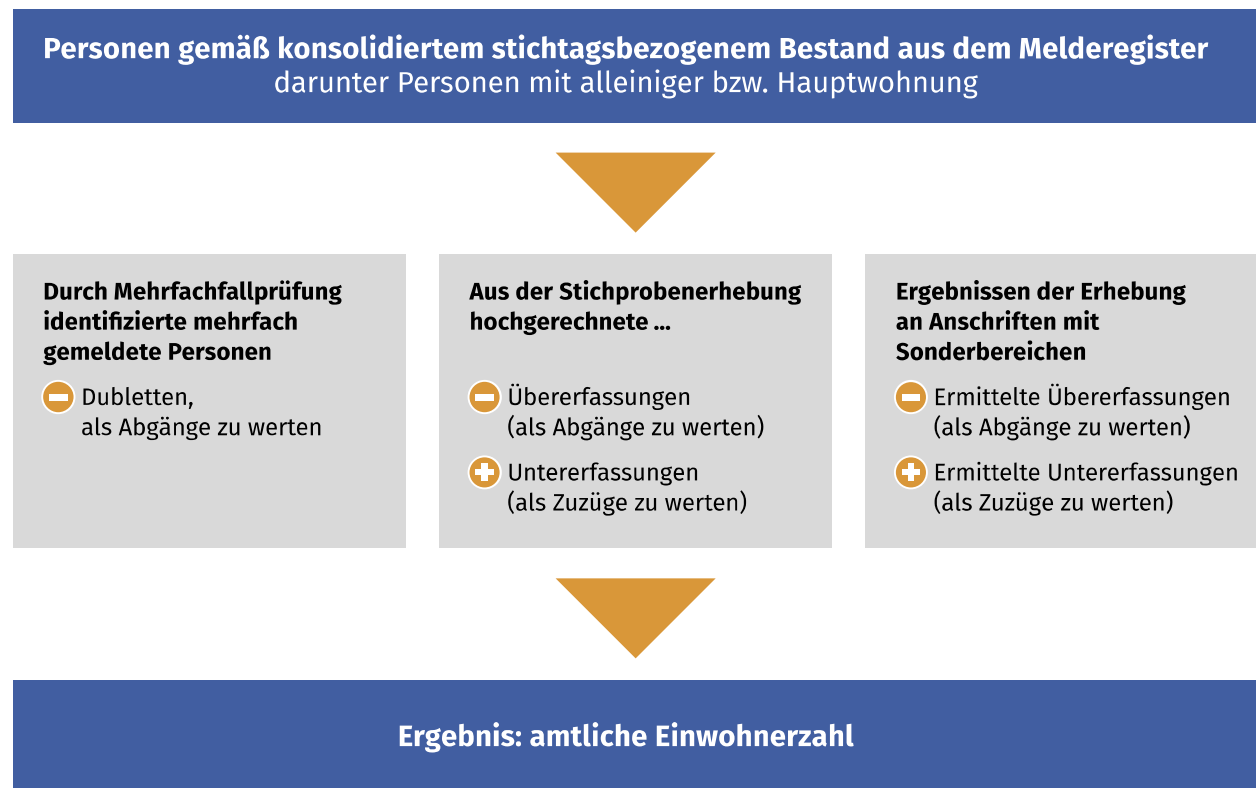 Personen gemäß konsolidiertem stichtagsbezogenem Bestand aus dem Melderegister
darunter Personen mit alleiniger bzw. Hauptwohnung
Durch Mehrfachfallprüfung
identifizierte mehrfach
gemeldete Personen
Dubletten,
als Abgänge zu werten
Aus der Stichprobenerhebung
hochgerechnete ...
Übererfassungen
(als Abgänge zu werten)
Untererfassungen
(als Zuzüge zu werten)
Ergebnissen der Erhebung
an Anschriften mit
Sonderbereichen
Ermittelte Übererfassungen
(als Abgänge zu werten)
Ermittelte Untererfassungen
(als Zuzüge zu werten)
Ergebnis: amtliche Einwohnerzahl